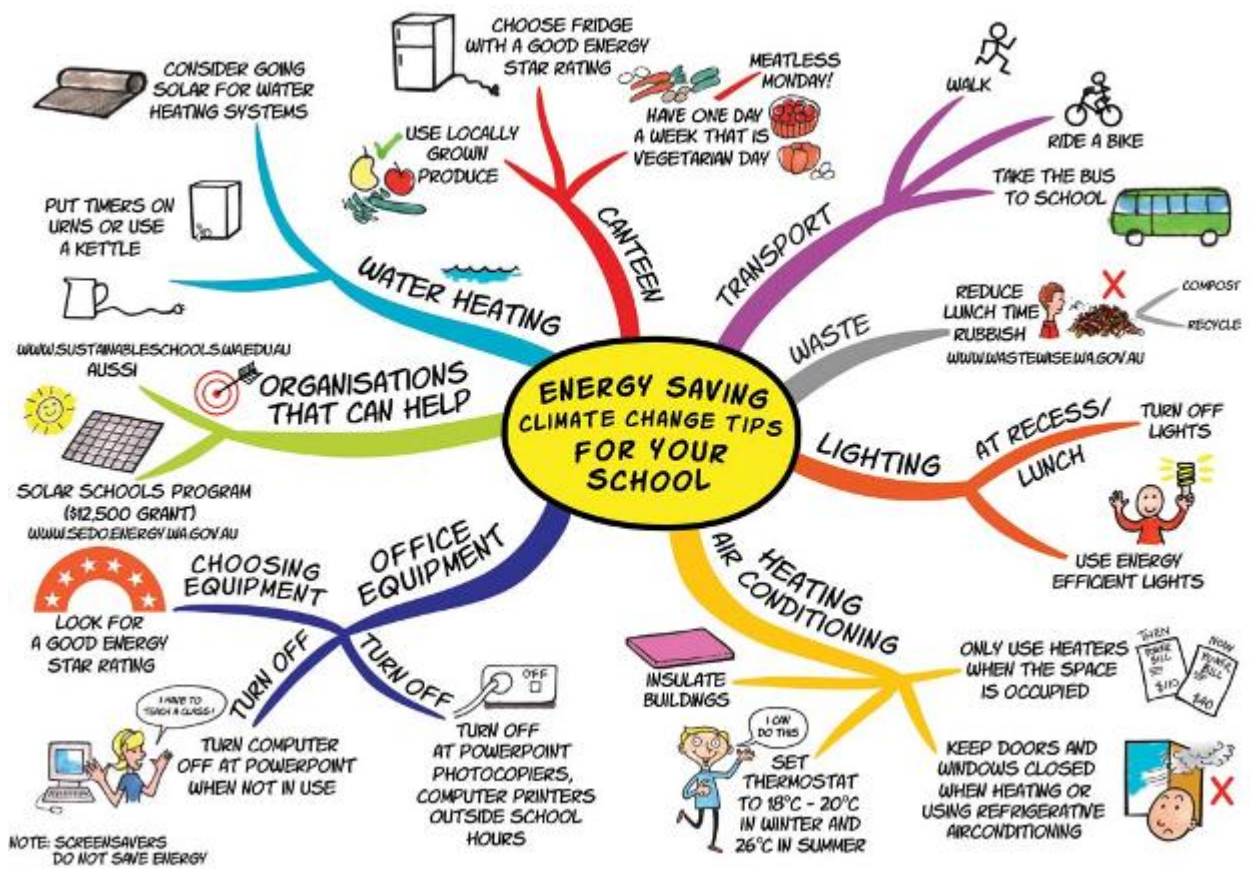 ENERGY SAVING
CLIMATE CHANGE TIPS
FOR YOUR
SCHOOL
CANTEEN
CHOOSE FRIDGE
WITH A GOOD ENERGY
STAR RATING
USE LOCALLY
GROWN
PRODUCE
MEATLESS
MONDAY!
HAVE ONE DAY
A WEEK THAT IS
VEGETARIAN DAY
TRANSPORT
WALK
RIDE A BIKE
TAKE THE BUS
TO SCHOOL
WASTE
REDUCE
LUNCH TIME
RUBBISH
WWW.WASTEWISE.WA.GOV.AU
COMPOST
RECYCLE
LIGHTING
AT RECESS/
LUNCH
TURN OFF
LIGHTS
USE ENERGY
EFFICIENT LIGHTS
HEATING
AIR CONDITIONING
ONLY USE HEATERS
WHEN THE SPACE
IS OCCUPIED
THEN
POWER
BILL
$110
NOW
POWER
BILL
$40
KEEP DOORS AND
WINDOWS CLOSED
WHEN HEATING OR
USING REFRIGERATIVE
AIRCONDITIONING
INSULATE
BUILDINGS
I CAN
DO THIS
SET
THERMOSTAT
TO 18°C - 20°C
IN WINTER AND
26°C IN SUMMER
OFFICE
EQUIPMENT
CHOOSING
EQUIPMENT
LOOK FOR
A GOOD ENERGY
STAR RATING
TURN OFF
I HAVE TO
TEACH A CLASS!
TURN COMPUTER
OFF AT POWERPOINT
WHEN NOT IN USE
NOTE: SCREENSAVERS
DO NOT SAVE ENERGY
TURN OFF
OFF
TURN OFF
AT POWERPOINT
PHOTOCOPIERS,
COMPUTER PRINTERS
OUTSIDE SCHOOL
HOURS
ORGANISATIONS
THAT CAN HELP
WWW.SUSTAINABLESCHOOLS.WA.EDU.AU
AUSSI
SOLAR SCHOOLS PROGRAM
($12,500 GRANT)
WWW.SEDO.ENERGY.WA.GOV.AU
WATER HEATING
CONSIDER GOING
SOLAR FOR WATER
HEATING SYSTEMS
PUT TIMERS ON
URNS OR USE
A KETTLE